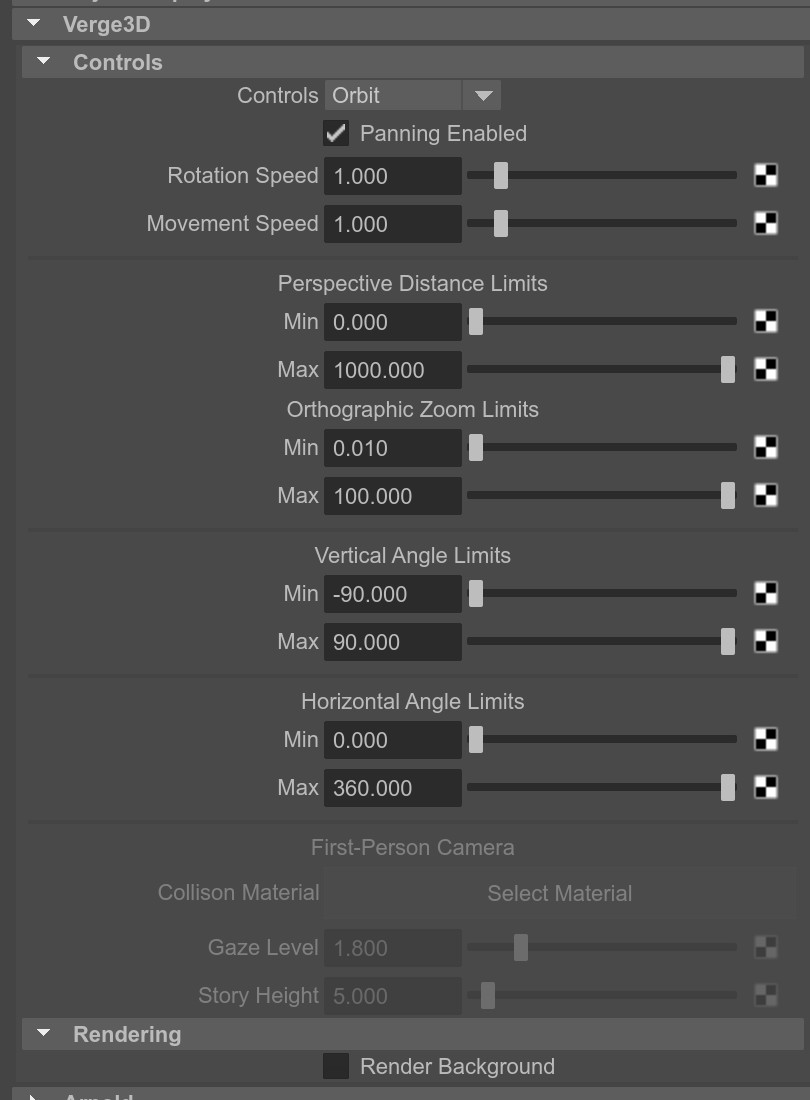 Verge3D
Controls
Controls Orbit
Panning Enabled
Rotation Speed 1.000
Movement Speed 1.000
Perspective Distance Limits
Min 0.000
Max 1000.000
Orthographic Zoom Limits
Min 0.010
Max 100.000
Vertical Angle Limits
Min -90.000
Max 90.000
Horizontal Angle Limits
Min 0.000
Max 360.000
First-Person Camera
Collison Material Select Material
Gaze Level 1.800
Story Height 5.000
Rendering
Render Background
Arnold